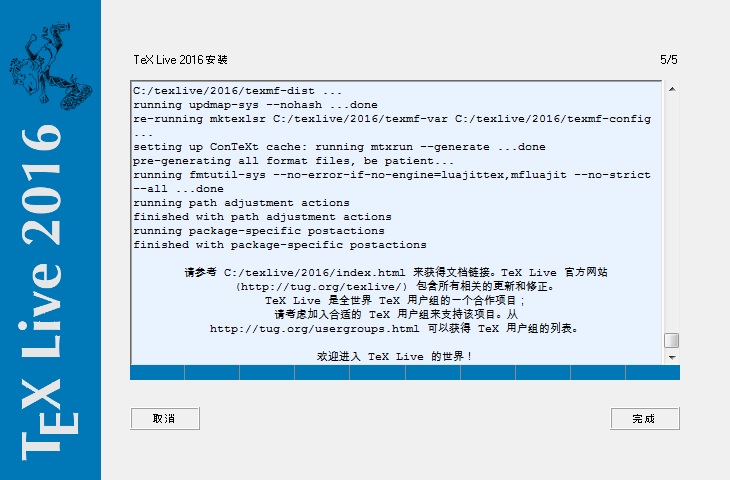 TeX Live 2016安装
5/5
C:/texlive/2016/texmf-dist ...
running updmap-sys --nohash ...done
re-running mktexlsr C:/texlive/2016/texmf-var C:/texlive/2016/texmf-config
...
setting up ConTeXt cache: running mtxrun --generate ...done
pre-generating all format files, be patient...
running fmtutil-sys --no-error-if-no-engine=luajittex,mfluajit --no-strict
--all ...done
running path adjustment actions
finished with path adjustment actions
running package-specific postactions
finished with package-specific postactions
请参考 C:/texlive/2016/index.html 来获得文档链接。TeX Live 官方网站
(http://tug.org/texlive/) 包含所有相关的更新和修正。
TeX Live 是全世界 TeX 用户组的一个合作项目；
请考虑加入合适的 TeX 用户组来支持该项目。从
http://tug.org/usergroups.html 可以获得 TeX 用户组的列表。
欢迎进入 TeX Live 的世界！
取消
完成
TEX Live 2016